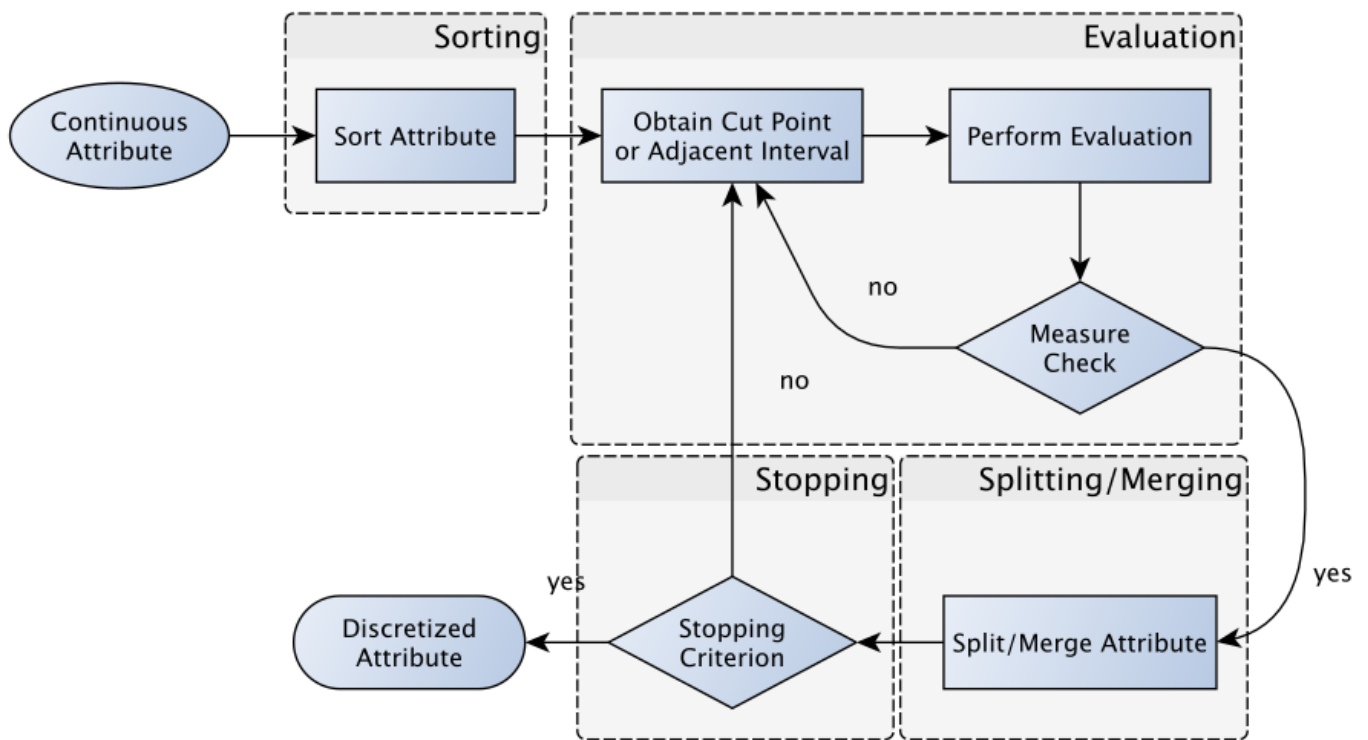 Sorting
Evaluation
Continuous
Attribute
Sort Attribute
Obtain Cut Point
or Adjacent Interval
Perform Evaluation
no
Measure
Check
no
Stopping
Splitting/Merging
yes
yes
Discretized
Attribute
Stopping
Criterion
Split/Merge Attribute